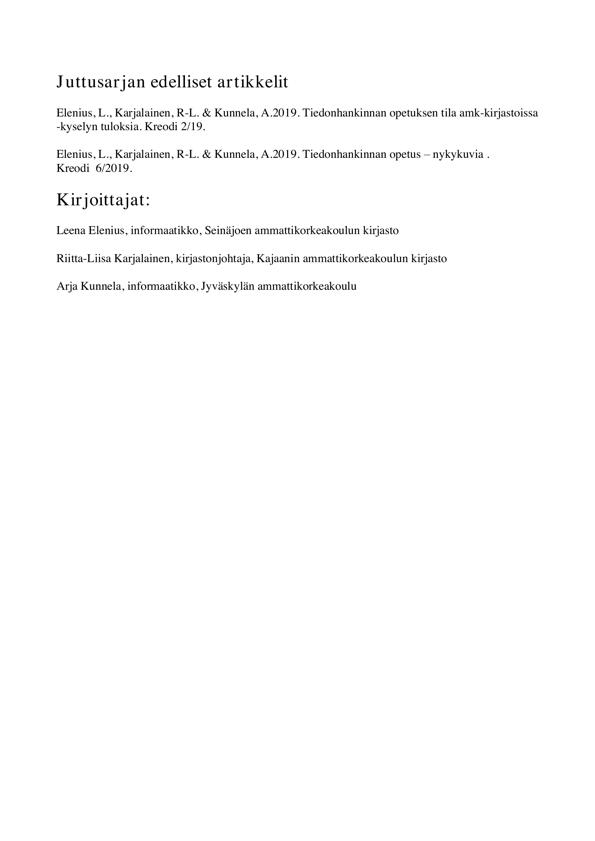 Juttusarjan edelliset artikkelit
Elenius, L., Karjalainen, R-L. & Kunnela, A.2019. Tiedonhankinnan opetuksen tila amk-kirjastoissa
-kyselyn tuloksia. Kreodi 2/19.
Elenius, L., Karjalainen, R-L. & Kunnela, A.2019. Tiedonhankinnan opetus – nykykuvia .
Kreodi  6/2019.
Kirjoittajat:
Leena Elenius, informaatikko, Seinäjoen ammattikorkeakoulun kirjasto
Riitta-Liisa Karjalainen, kirjastonjohtaja, Kajaanin ammattikorkeakoulun kirjasto
Arja Kunnela, informaatikko, Jyväskylän ammattikorkeakoulu